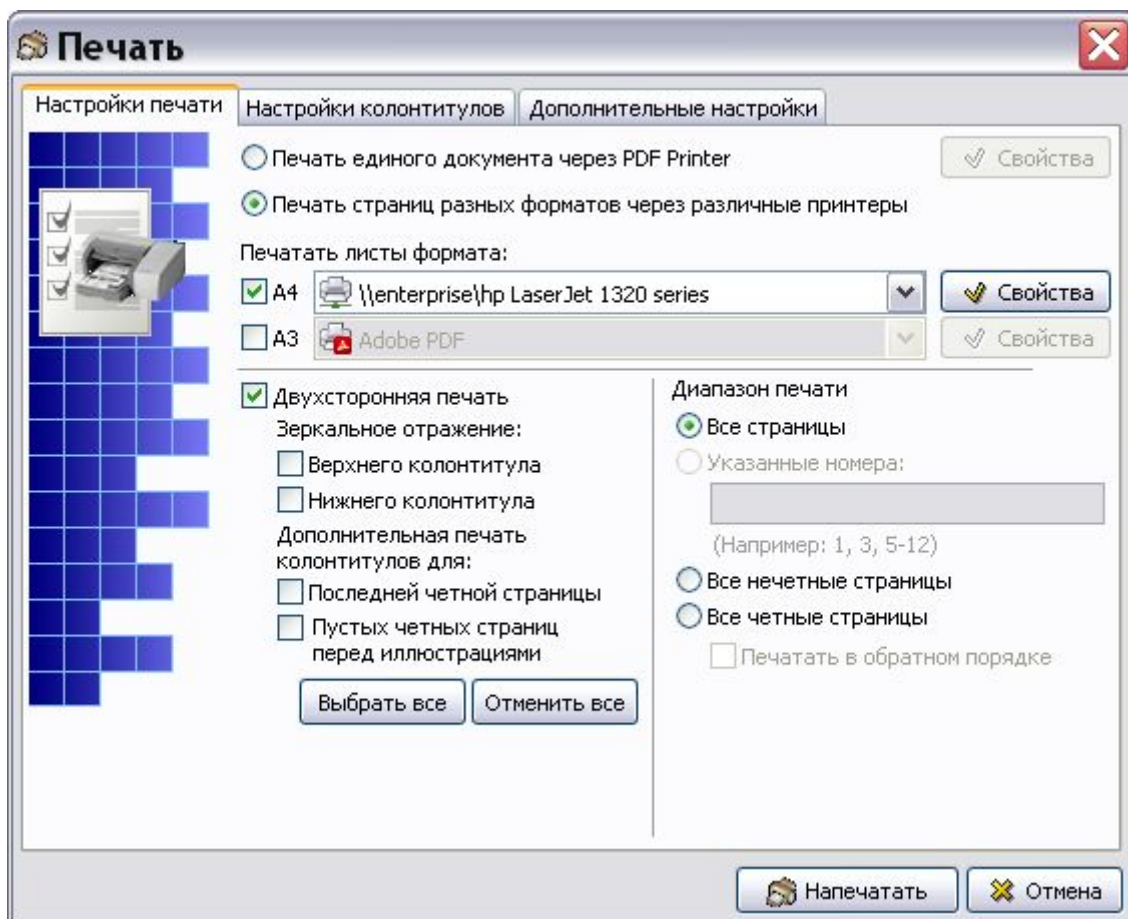 Печать
Настройки печати
Настройки колонтитулов
Дополнительные настройки
Печать единого документа через PDF Printer
Свойства
Печать страниц разных форматов через различные принтеры
Печатать листы формата:
A4
\\enterprise\hp LaserJet 1320 series
Свойства
A3
Adobe PDF
Свойства
Двухсторонняя печать
Зеркальное отражение:
Верхнего колонтитула
Нижнего колонтитула
Дополнительная печать
колонтитулов для:
Последней четной страницы
Пустых четных страниц
перед иллюстрациями
Выбрать все
Отменить все
Диапазон печати
Все страницы
Указанные номера:
(Например: 1, 3, 5-12)
Все нечетные страницы
Все четные страницы
Печатать в обратном порядке
Напечатать
Отмена